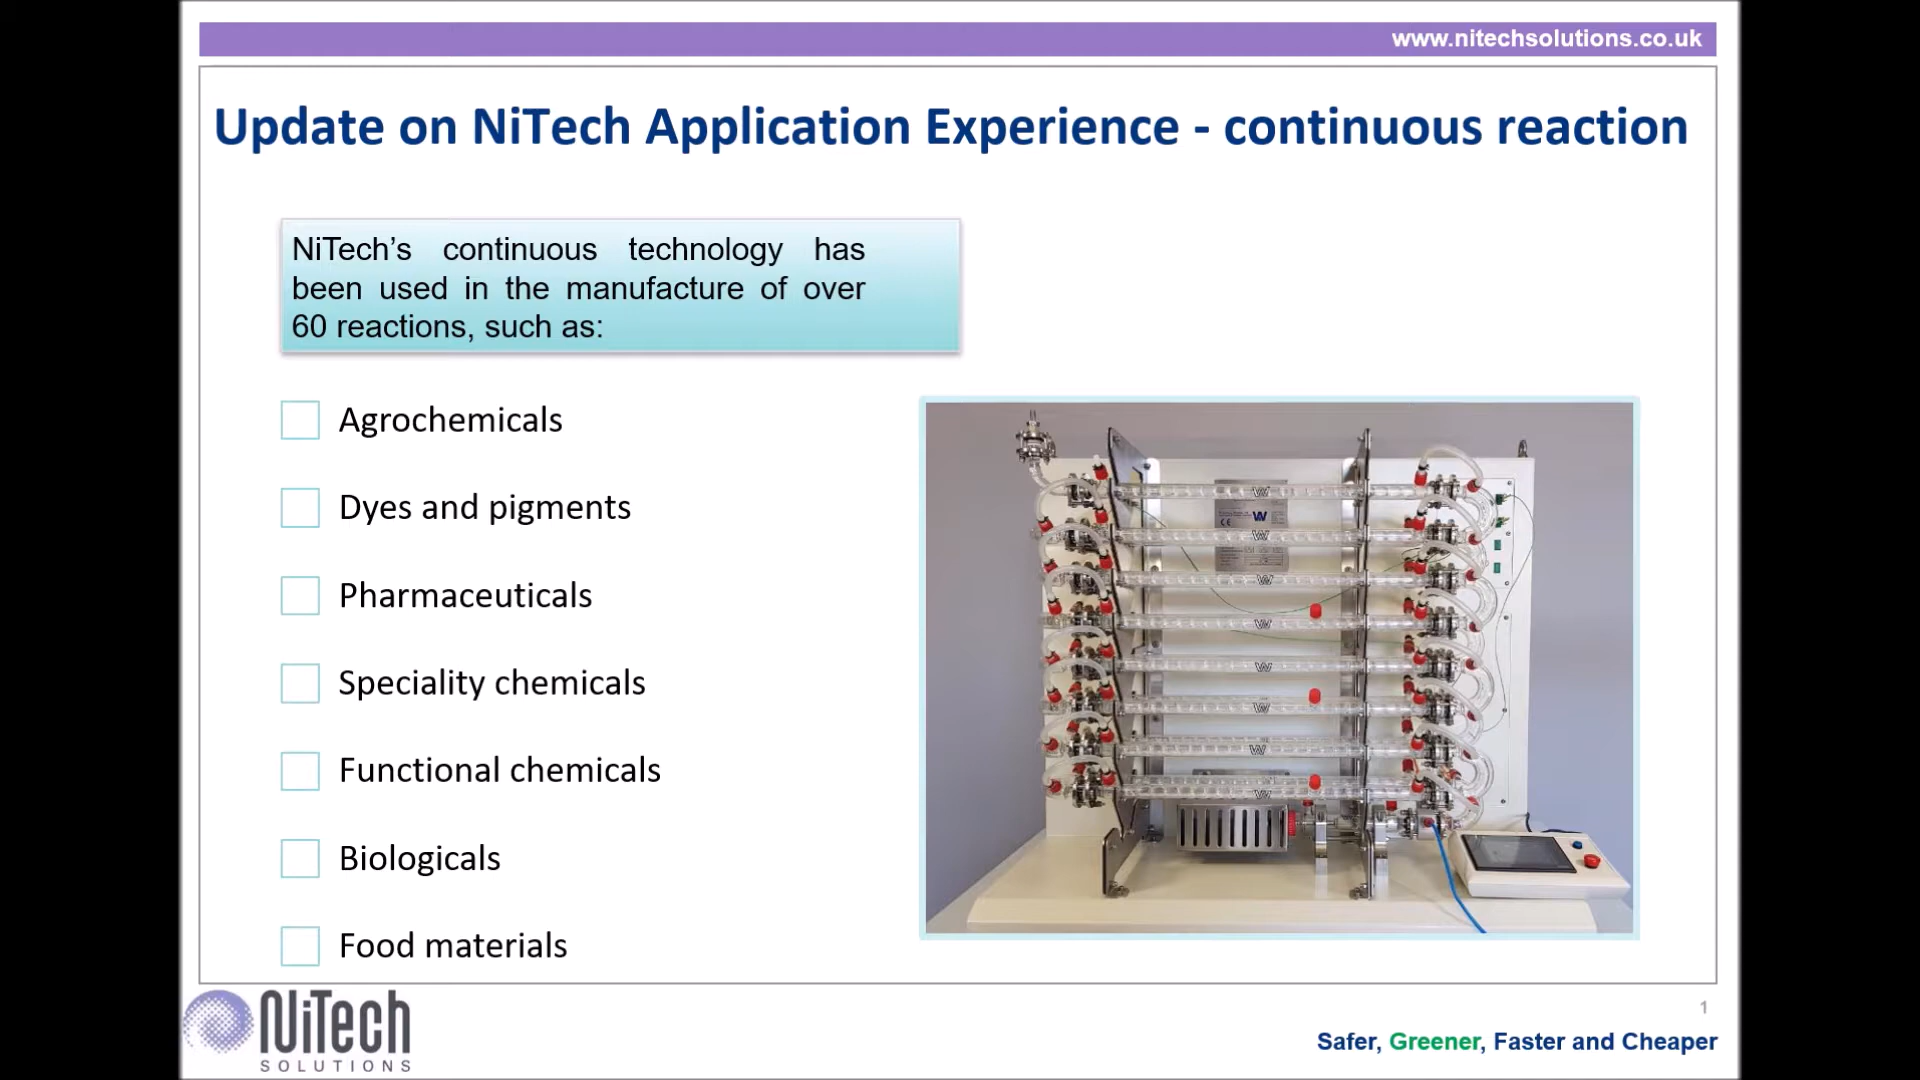 www.nitechsolutions.co.uk
Update on NiTech Application Experience - continuous reaction
NiTech’s continuous technology has
been used in the manufacture of over
60 reactions, such as:
Agrochemicals
Dyes and pigments
Pharmaceuticals
Speciality chemicals
Functional chemicals
Biologicals
Food materials
NiTech
SOLUTIONS
1
Safer, Greener, Faster and Cheaper